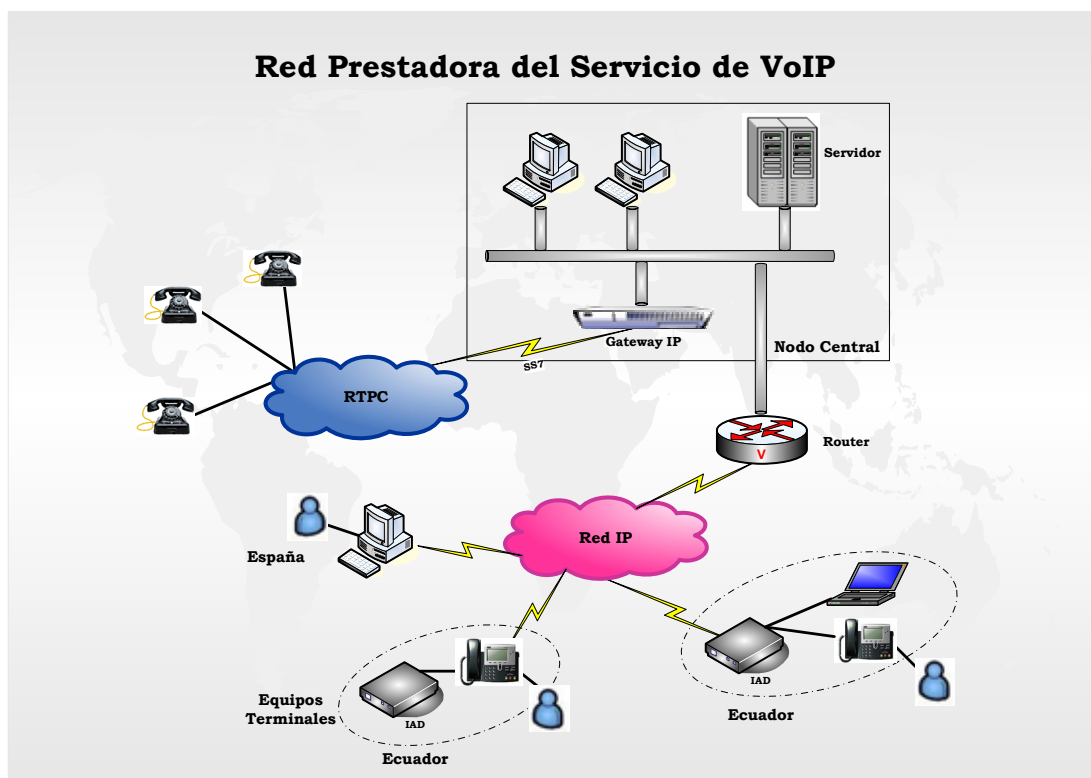 Red Prestadora del Servicio de VoIP
Servidor
Gateway IP
Nodo Central
SS7
RTPC
Router
V
Red IP
España
IAD
Equipos
Terminales
IAD
Ecuador
Ecuador